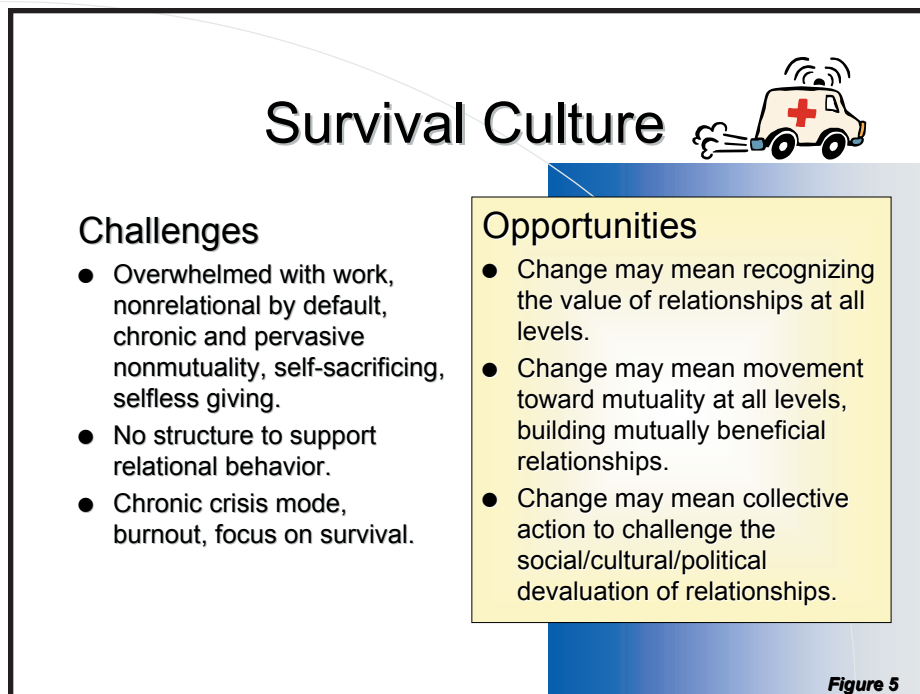 Survival Culture
Challenges
● Overwhelmed with work,
nonrelational by default,
chronic and pervasive
nonmutuality, self-sacrificing,
selfless giving.
● No structure to support
relational behavior.
● Chronic crisis mode,
burnout, focus on survival.
Opportunities
● Change may mean recognizing
the value of relationships at all
levels.
● Change may mean movement
toward mutuality at all levels,
building mutually beneficial
relationships.
● Change may mean collective
action to challenge the
social/cultural/political
devaluation of relationships.
Figure 5